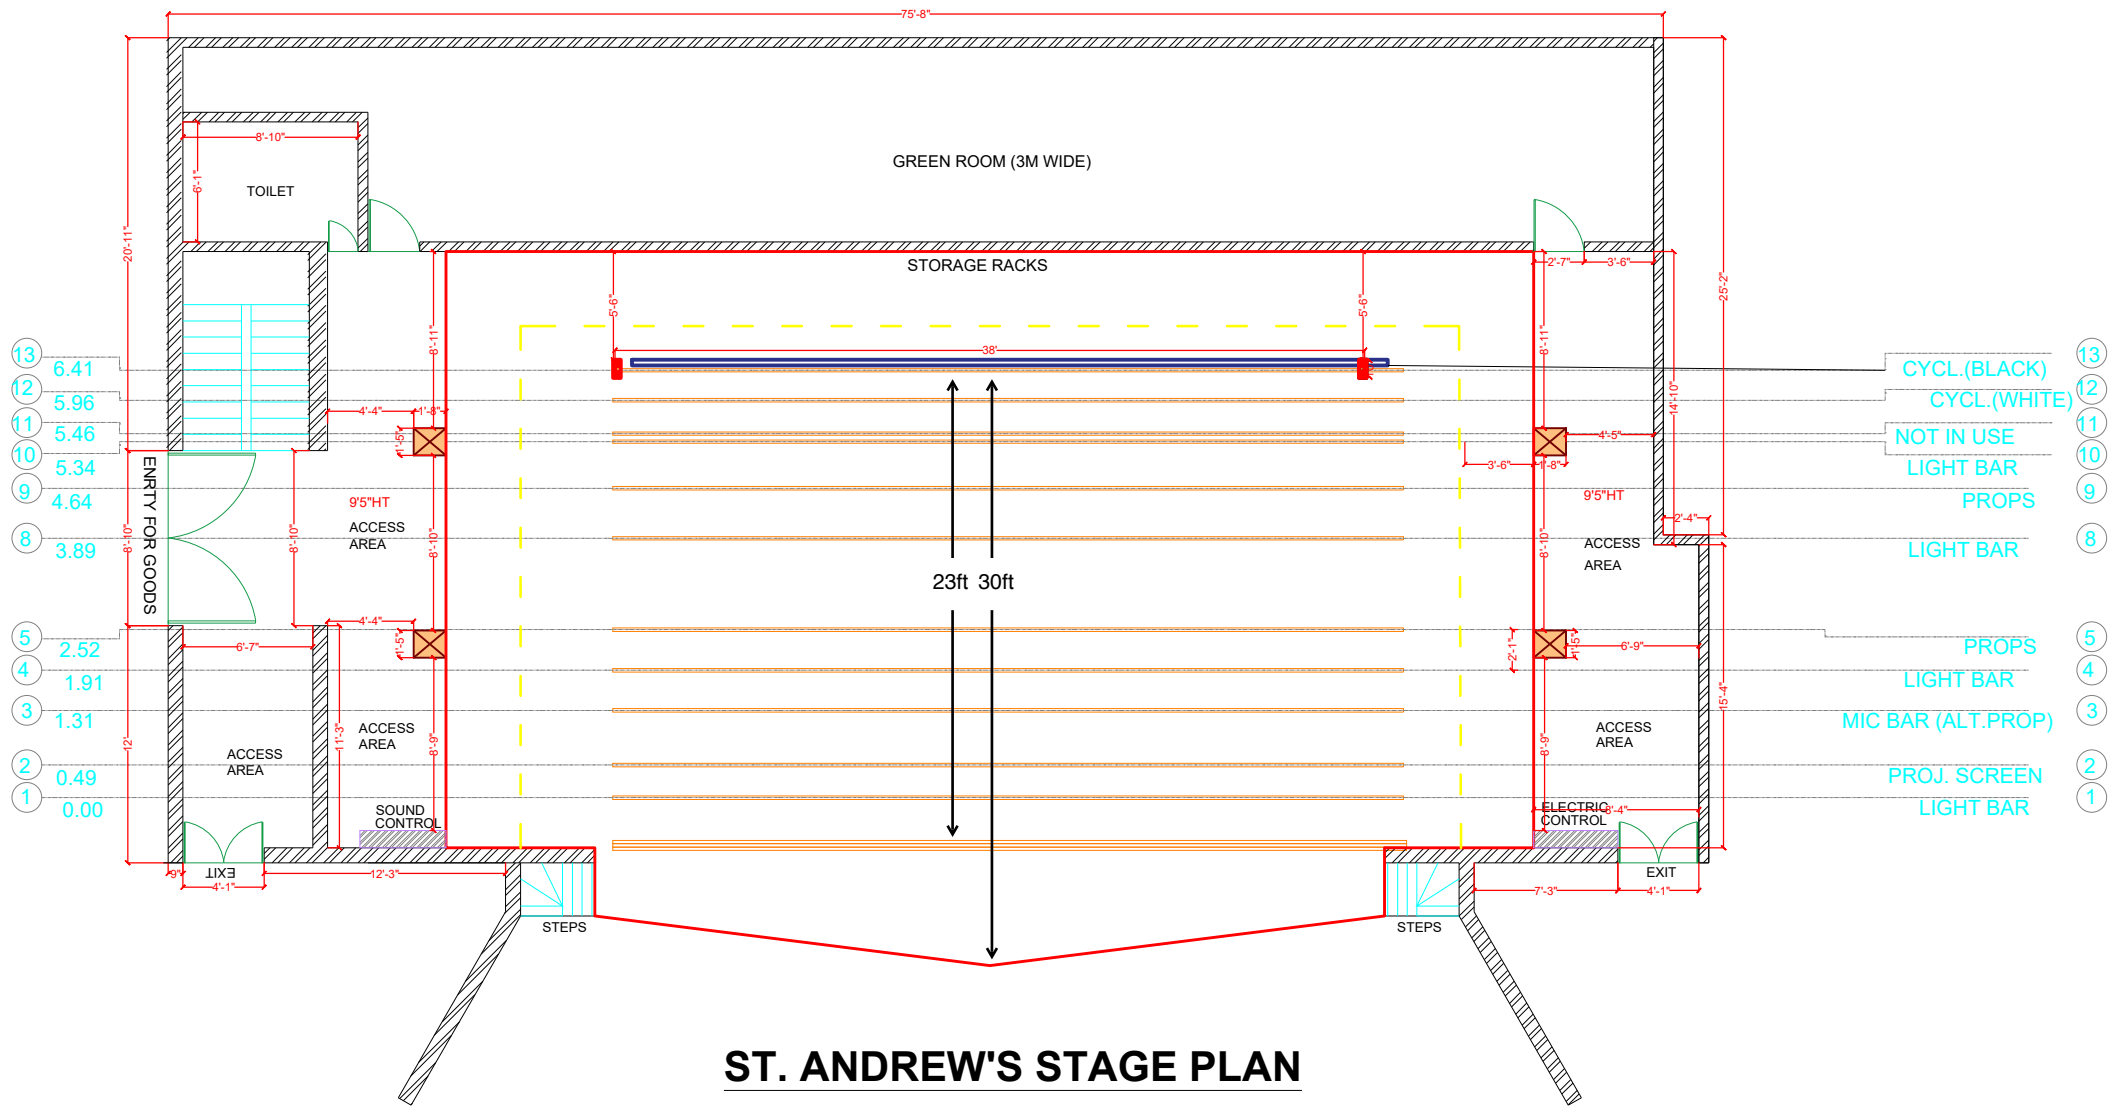 75'-8"
8'-10"
6'-1"
TOILET
GREEN ROOM (3M WIDE)
20'-11"
25'-2"
STORAGE RACKS
2'-7"
3'-6"
5'-6"
5'-6"
8'-11"
8'-11"
14'-10"
38'
13
6.41
12
5.96
11
5.46
10
5.34
9
4.64
8
3.89
5
2.52
4
1.91
3
1.31
2
0.49
1
0.00
13
CYCL.(BLACK)
12
CYCL.(WHITE)
11
NOT IN USE
10
LIGHT BAR
9
PROPS
8
LIGHT BAR
5
PROPS
4
LIGHT BAR
3
MIC BAR (ALT.PROP)
2
PROJ. SCREEN
1
LIGHT BAR
4'-4"
1'-8"
1'-5"
4'-5"
3'-6"
1'-8"
ENRTY FOR GOODS
8'-10"
8'-10"
9'5"HT
ACCESS
AREA
8'-10"
23ft
30ft
8'-10"
9'5"HT
ACCESS
AREA
2'-4"
4'-4"
1'-5"
6'-7"
2'-1"
1'-5"
6'-9"
15'-4"
12'
11'-3"
ACCESS
AREA
ACCESS
AREA
8'-9"
8'-9"
ACCESS
AREA
SOUND
CONTROL
ELECTRIC
CONTROL
8'-4"
9"
EXIT
4'-1"
12'-3"
EXIT
7'-3"
4'-1"
STEPS
STEPS
ST. ANDREW'S STAGE PLAN